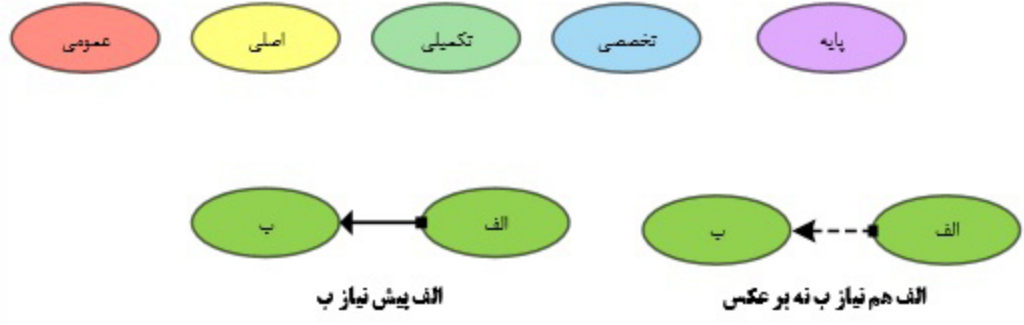 پایه
تخصصی
تکمیلی
اصلی
عمومی
الف
ب
الف هم نیاز ب نه بر عکس
الف
ب
الف پیش نیاز ب